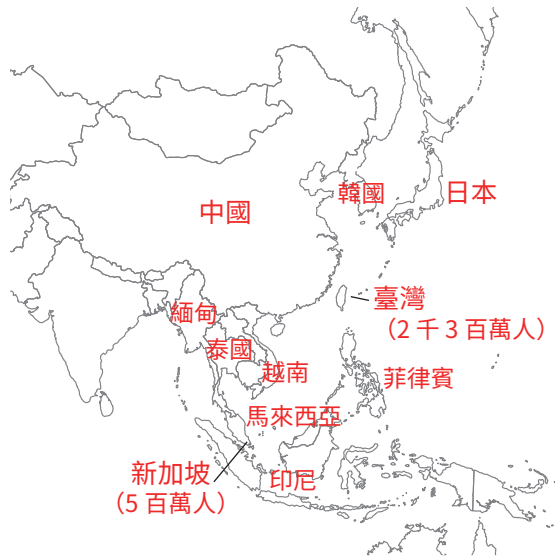 中國
韓國
日本
緬甸
臺灣
（2 千 3 百萬人）
泰國
越南
菲律賓
馬來西亞
新加坡
（5 百萬人）
印尼